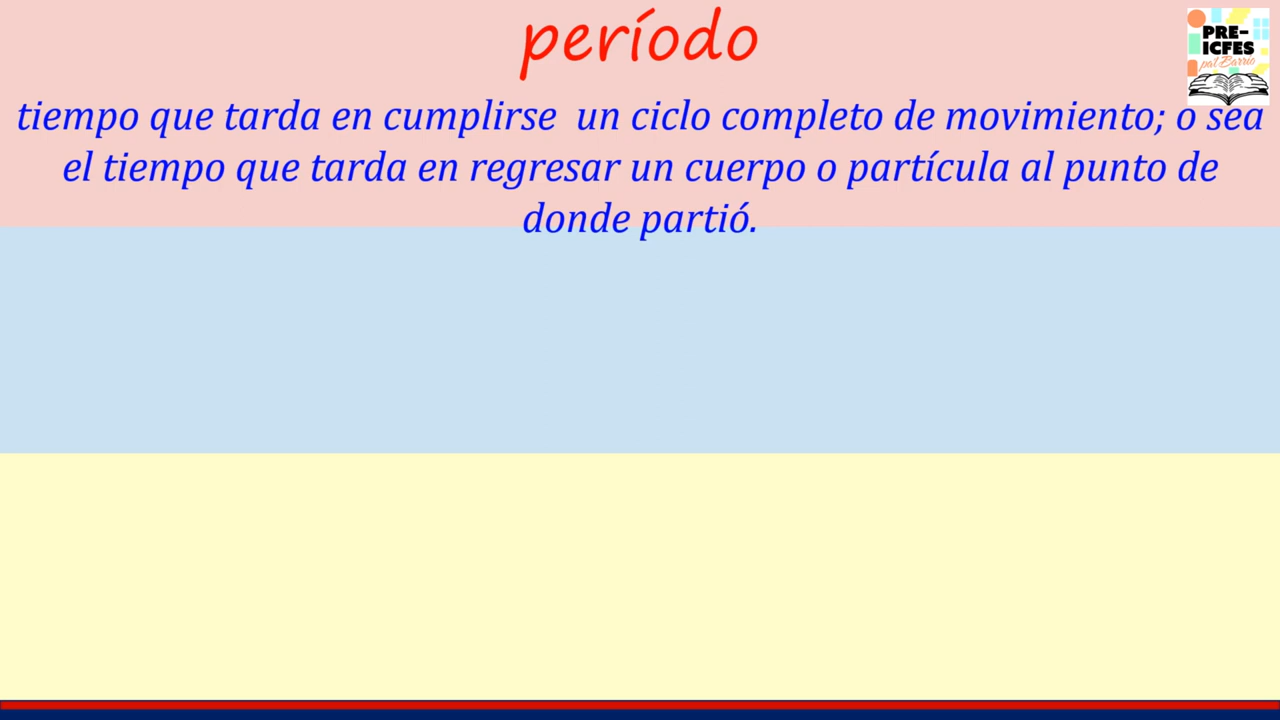 período
PRE-
ICFES
pa'l Barrio
tiempo que tarda en cumplirse un ciclo completo de movimiento; o sea
el tiempo que tarda en regresar un cuerpo o partícula al punto de
donde partió.